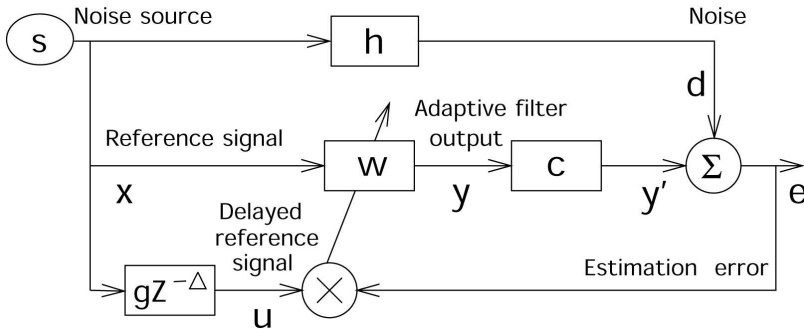 Noise source
Noise
s
h
d
Adaptive filter
output
Reference signal
w
c
Σ
x
y
y'
e
Delayed
reference
signal
Estimation error
gz^-Δ
u